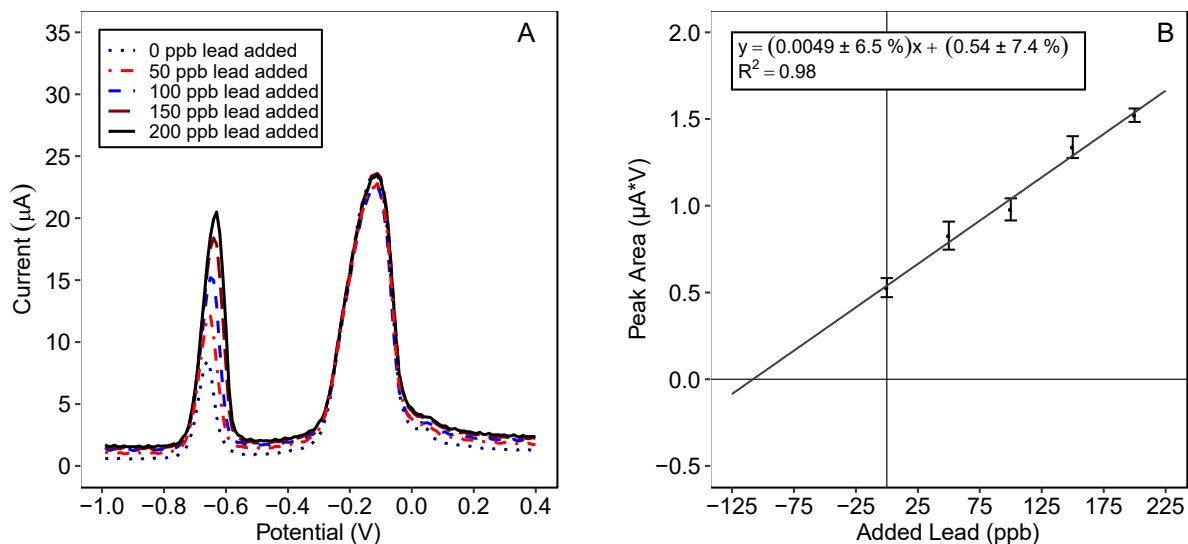 A
35
30
25
20
15
10
5
0
Current (μA)
0 ppb lead added
50 ppb lead added
100 ppb lead added
150 ppb lead added
200 ppb lead added
−1.0 −0.8 −0.6 −0.4 −0.2 0.0 0.2 0.4
Potential (V)
B
2.0
1.5
1.0
0.5
0.0
−0.5
Peak Area (μA*V)
y = (0.0049 ± 6.5 %)x + (0.54 ± 7.4 %)
R² = 0.98
−125 −75 −25 25 75 125 175 225
Added Lead (ppb)